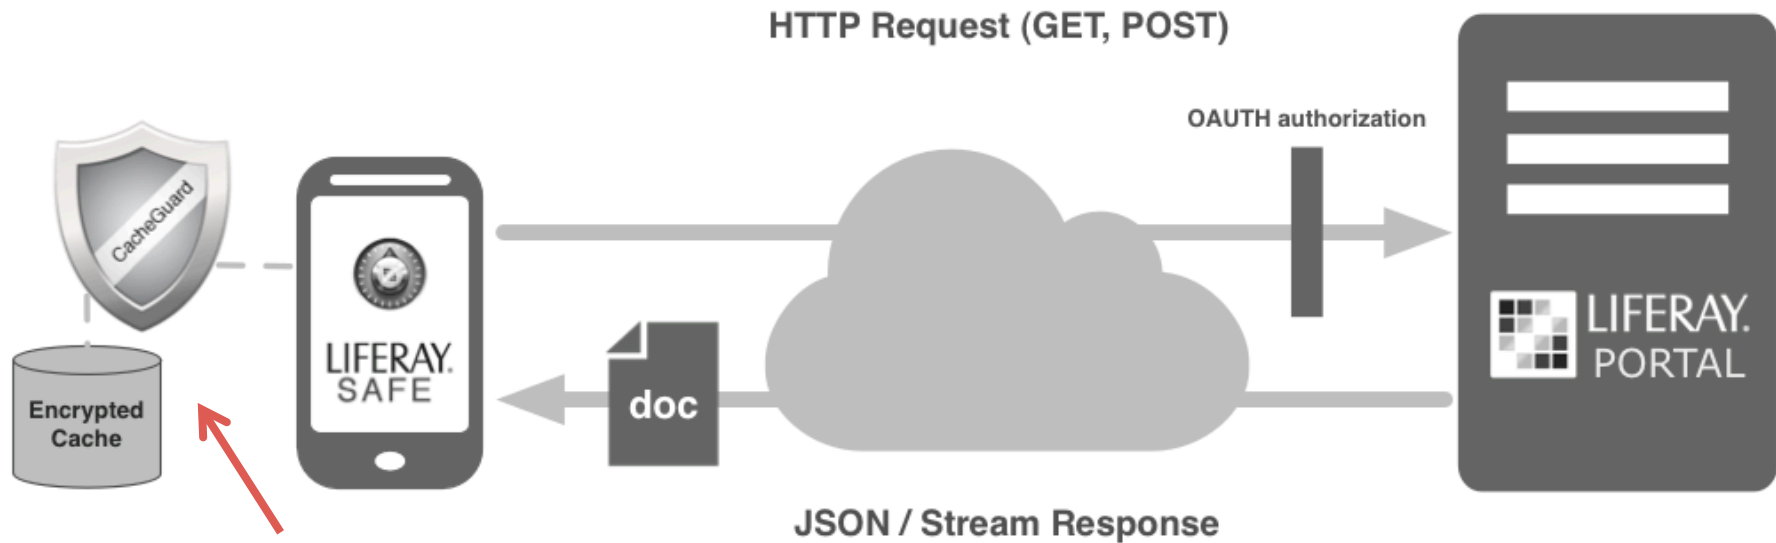 HTTP Request (GET, POST)
OAUTH authorization
CacheGuard
LIFERAY.
SAFE
Encrypted
Cache
doc
LIFERAY.
PORTAL
JSON / Stream Response